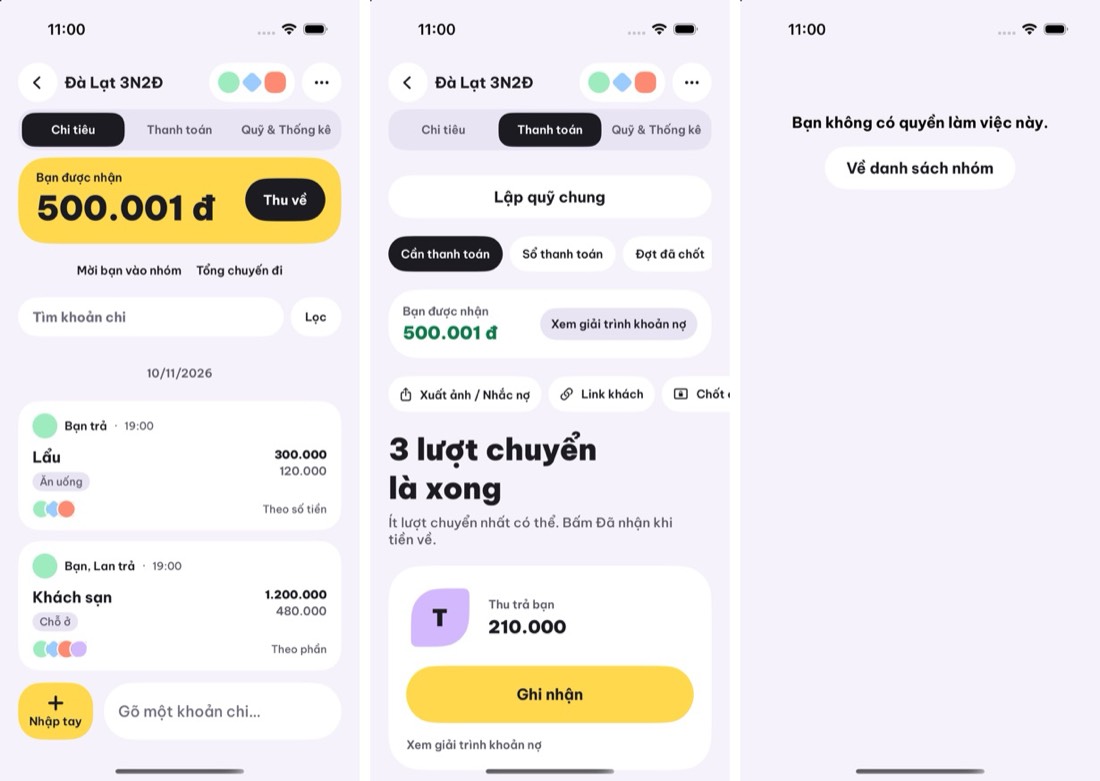 11:00
Đà Lạt 3N2Đ
Chi tiêu
Thanh toán
Quỹ & Thống kê
Bạn được nhận
500.001 đ
Thu về
Mời bạn vào nhóm
Tổng chuyến đi
Tìm khoản chi
Lọc
10/11/2026
Bạn trả · 19:00
Lẩu
300.000
120.000
Ăn uống
Theo số tiền
Bạn, Lan trả · 19:00
Khách sạn
1.200.000
480.000
Chỗ ở
Theo phần
+
Nhập tay
Gõ một khoản chi...
11:00
Đà Lạt 3N2Đ
Chi tiêu
Thanh toán
Quỹ & Thống kê
Lập quỹ chung
Cần thanh toán
Sổ thanh toán
Đợt đã chốt
Bạn được nhận
500.001 đ
Xem giải trình khoản nợ
Xuất ảnh / Nhắc nợ
Link khách
Chốt
3 lượt chuyển
là xong
Ít lượt chuyển nhất có thể. Bấm Đã nhận khi
tiền về.
T
Thu trả bạn
210.000
Ghi nhận
Xem giải trình khoản nợ
11:00
Bạn không có quyền làm việc này.
Về danh sách nhóm